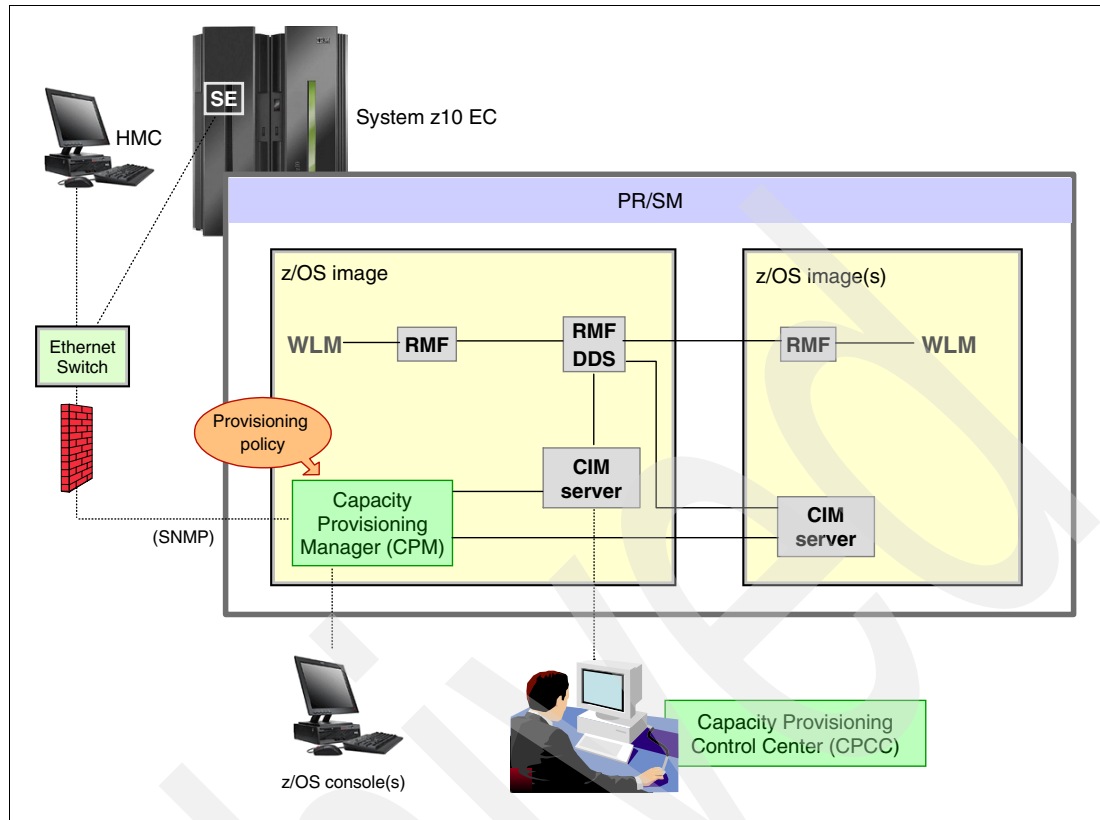 SE
System z10 EC
HMC
PR/SM
z/OS image
z/OS image(s)
WLM
RMF
RMF
DDS
RMF
WLM
Ethernet
Switch
Provisioning
policy
CIM
server
Capacity
Provisioning
Manager (CPM)
(SNMP)
CIM
server
Capacity Provisioning
Control Center (CPCC)
z/OS console(s)